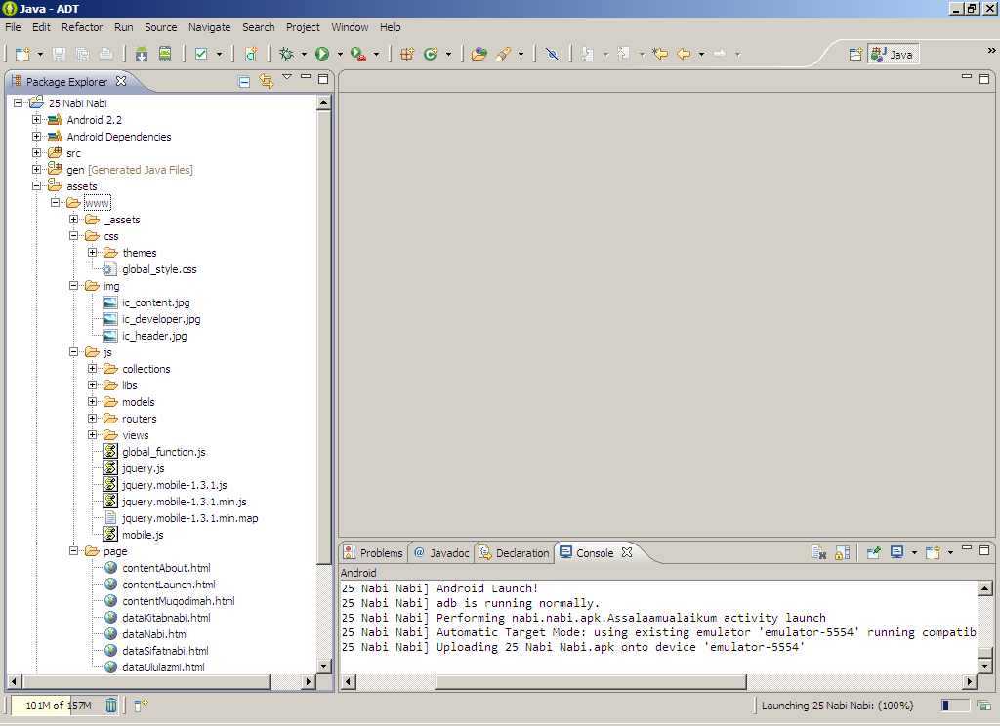 Java - ADT
File Edit Refactor Run Source Navigate Search Project Window Help
Java
Package Explorer
25 Nabi Nabi
Android 2.2
Android Dependencies
src
gen [Generated Java Files]
assets
www
_assets
css
themes
global_style.css
img
ic_content.jpg
ic_developer.jpg
ic_header.jpg
js
collections
libs
models
routers
views
global_function.js
jquery.js
jquery.mobile-1.3.1.js
jquery.mobile-1.3.1.min.js
jquery.mobile-1.3.1.min.map
mobile.js
page
contentAbout.html
contentLaunch.html
contentMuqodimah.html
dataKitabnabi.html
dataNabi.html
dataSifatnabi.html
dataUlulazmi.html
Problems @ Javadoc Declaration Console
Android
25 Nabi Nabi] Android Launch!
25 Nabi Nabi] adb is running normally.
25 Nabi Nabi] Performing nabi.nabi.apk.Assalaamualaikum activity launch
25 Nabi Nabi] Automatic Target Mode: using existing emulator 'emulator-5554' running compatib
25 Nabi Nabi] Uploading 25 Nabi Nabi.apk onto device 'emulator-5554'
101M of 157M
Launching 25 Nabi Nabi: (100%)